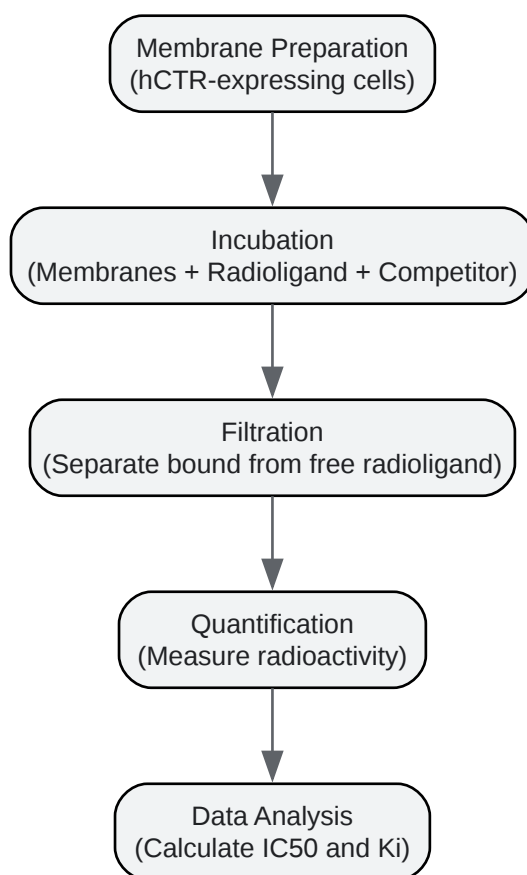 Membrane Preparation
(hCTR-expressing cells)
Incubation
(Membranes + Radioligand + Competitor)
Filtration
(Separate bound from free radioligand)
Quantification
(Measure radioactivity)
Data Analysis
(Calculate IC50 and Ki)